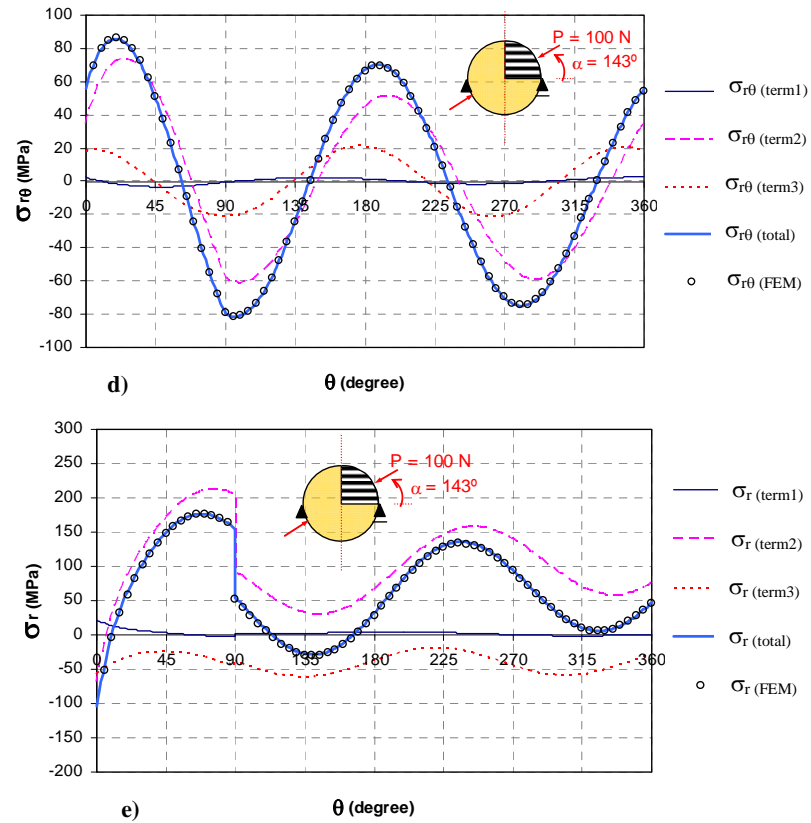 100
80
60
40
20
0
-20
-40
-60
-80
-100
σrθ (MPa)
0 45 90 135 180 225 270 315 360
P = 100 N
α = 143º
σrθ (term1)
σrθ (term2)
σrθ (term3)
σrθ (total)
σrθ (FEM)
d)
θ (degree)
300
250
200
150
100
50
0
-50
-100
-150
-200
σr (MPa)
0 45 90 135 180 225 270 315 360
P = 100 N
α = 143º
σr (term1)
σr (term2)
σr (term3)
σr (total)
σr (FEM)
e)
θ (degree)